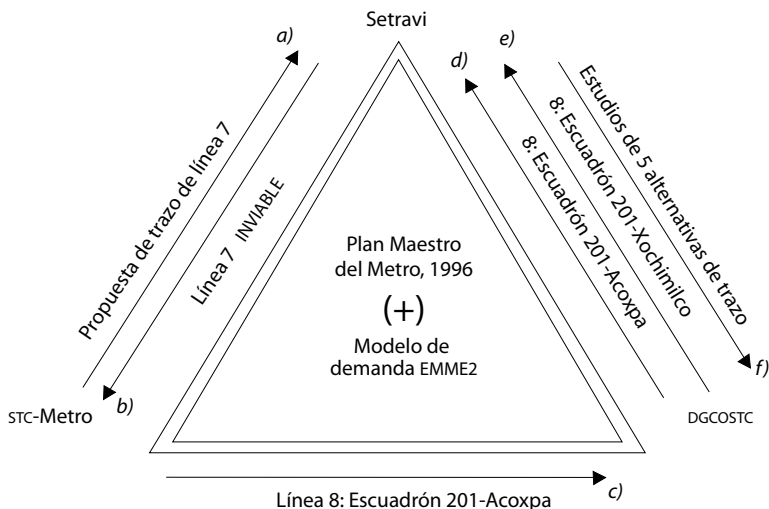 Setravi
a)
Propuesta de trazo de línea 7
Línea 7 INVIABLE
b)
STC-Metro
d)
e)
8: Escuadrón 201-Acoxpa
8: Escuadrón 201-Xochimilco
Estudios de 5 alternativas de trazo
f)
DGCOSTC
Plan Maestro
del Metro, 1996
(+)
Modelo de
demanda EMME2
c)
Línea 8: Escuadrón 201-Acoxpa